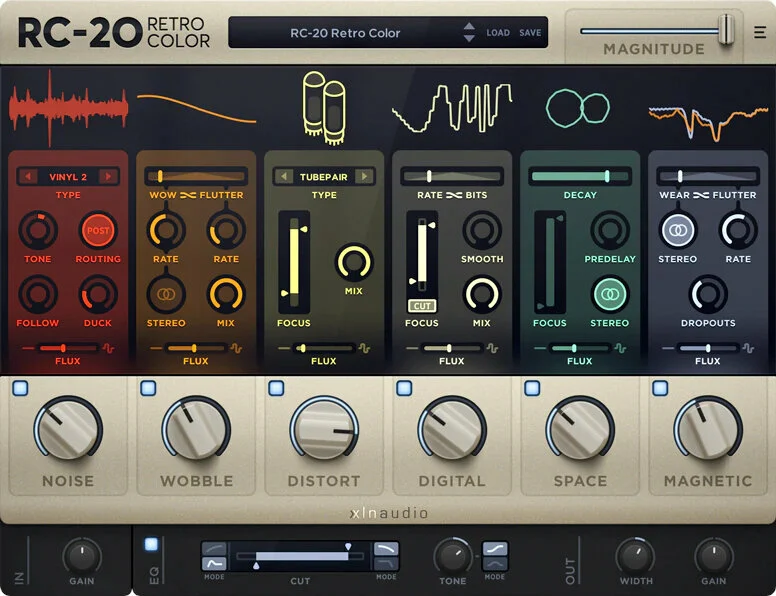 RC-20 RETRO COLOR
RC-20 Retro Color LOAD SAVE
MAGNITUDE
VINYL 2
TYPE
TONE
POST
ROUTING
FOLLOW
DUCK
FLUX
WOW FLUTTER
RATE
RATE
STEREO
MIX
FLUX
TUBEPAIR
TYPE
FOCUS
MIX
FLUX
RATE BITS
SMOOTH
CUT
FOCUS
MIX
FLUX
DECAY
PREDELAY
FOCUS
STEREO
FLUX
WEAR FLUTTER
STEREO
RATE
DROPOUTS
FLUX
NOISE
WOBBLE
DISTORT
DIGITAL
SPACE
MAGNETIC
xlnaudio
IN
GAIN
EQ
MODE
CUT
MODE
TONE
MODE
OUT
WIDTH
GAIN